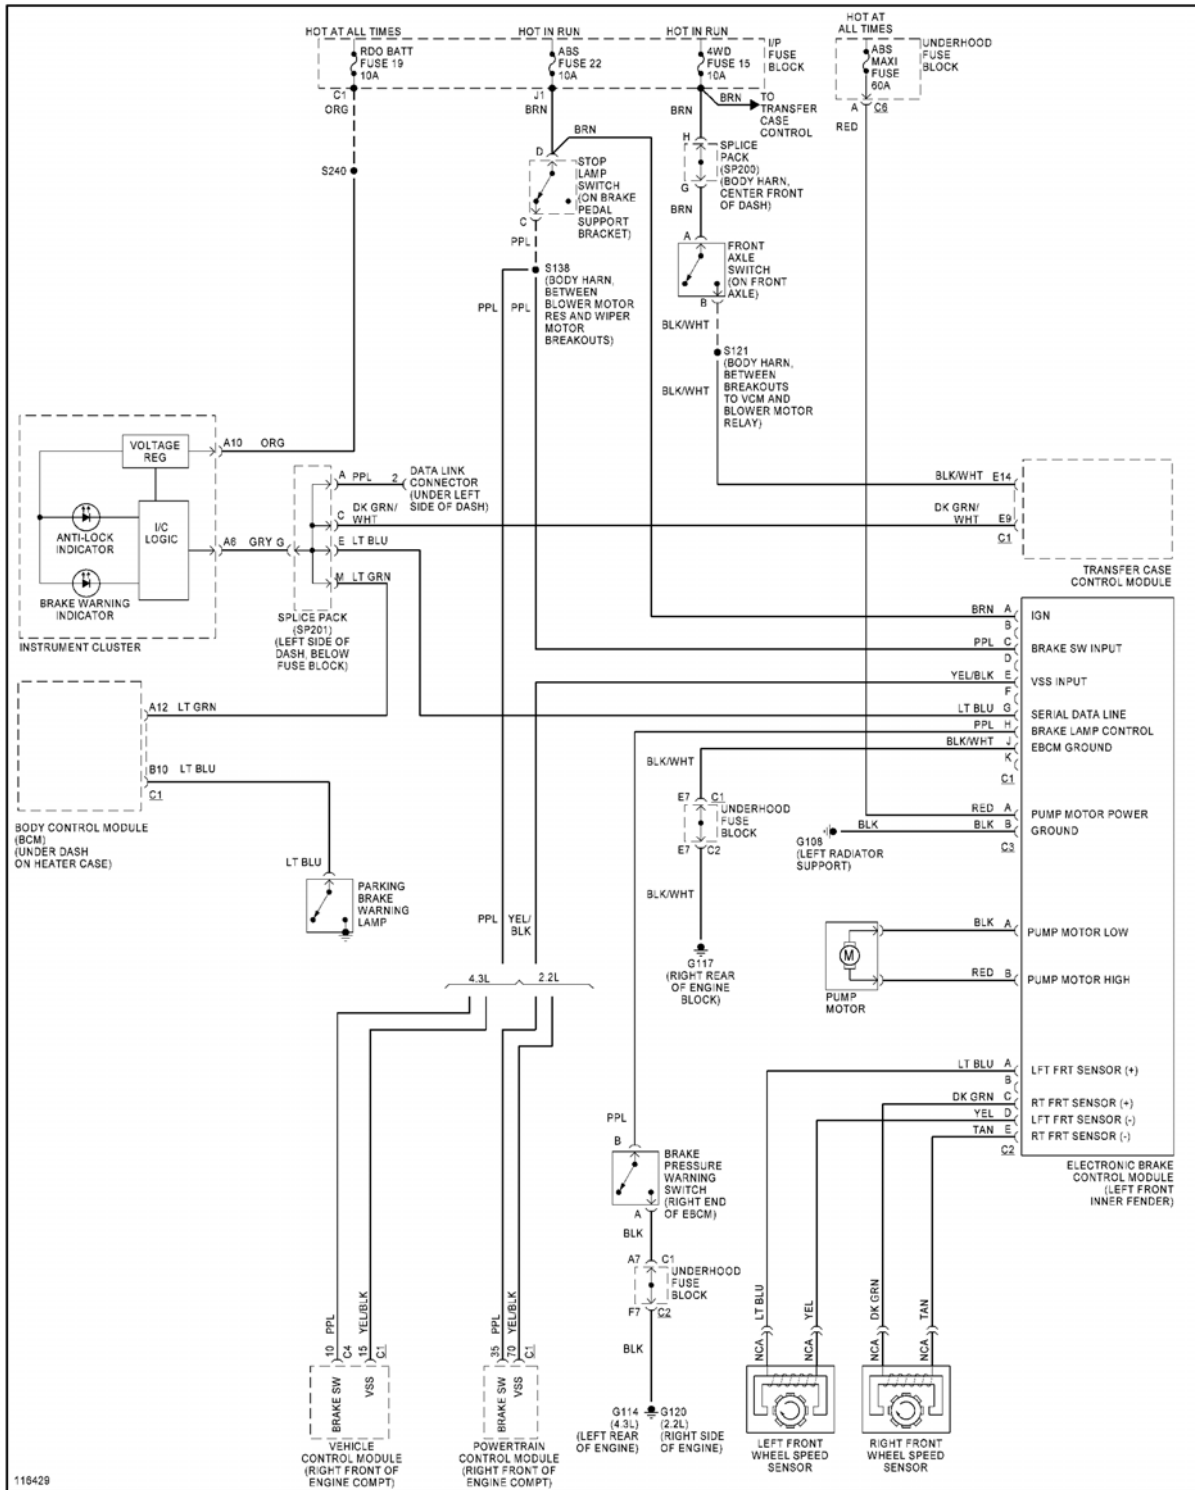 HOT AT ALL TIMES
HOT IN RUN
HOT IN RUN
HOT AT
ALL TIMES
RDO BATT
FUSE 19
10A
ABS
FUSE 22
10A
4WD
FUSE 15
10A
I/P
FUSE
BLOCK
ABS
MAXI
FUSE
60A
UNDERHOOD
FUSE
BLOCK
C1
ORG
J1
BRN
BRN
BRN
TO
TRANSFER
CASE
CONTROL
A
C6
RED
S240
BRN
D
STOP
LAMP
SWITCH
(ON BRAKE
PEDAL
SUPPORT
BRACKET)
C
PPL
H
SPLICE
PACK
(SP200)
(BODY HARN,
CENTER FRONT
OF DASH)
G
BRN
A
FRONT
AXLE
SWITCH
(ON FRONT
AXLE)
B
BLK/WHT
S138
(BODY HARN,
BETWEEN
BLOWER MOTOR
RES AND WIPER
MOTOR
BREAKOUTS)
PPL
PPL
S121
(BODY HARN,
BETWEEN
BREAKOUTS
TO VCM AND
BLOWER MOTOR
RELAY)
BLK/WHT
VOLTAGE
REG
A10 ORG
I/C
LOGIC
ANTI-LOCK
INDICATOR
BRAKE WARNING
INDICATOR
INSTRUMENT CLUSTER
A6 GRY G
A PPL 2
DATA LINK
CONNECTOR
(UNDER LEFT
SIDE OF DASH)
C
DK GRN/
WHT
E LT BLU
M LT GRN
SPLICE PACK
(SP201)
(LEFT SIDE OF
DASH, BELOW
FUSE BLOCK)
BLK/WHT E14
DK GRN/
WHT E9
C1
TRANSFER CASE
CONTROL MODULE
BRN A IGN
B
PPL C BRAKE SW INPUT
D
YEL/BLK E VSS INPUT
F
LT BLU G SERIAL DATA LINE
PPL H BRAKE LAMP CONTROL
BLK/WHT J EBCM GROUND
K
C1
RED A PUMP MOTOR POWER
BLK BLK B GROUND
C3
G108
(LEFT RADIATOR
SUPPORT)
A12 LT GRN
B10 LT BLU
C1
BODY CONTROL MODULE
(BCM)
(UNDER DASH
ON HEATER CASE)
LT BLU
PARKING
BRAKE
WARNING
LAMP
BLK/WHT
E7 C1
UNDERHOOD
FUSE
BLOCK
E7 C2
BLK/WHT
G117
(RIGHT REAR
OF ENGINE
BLOCK)
PPL
YEL/
BLK
4.3L
2.2L
M
PUMP
MOTOR
BLK A PUMP MOTOR LOW
RED B PUMP MOTOR HIGH
LT BLU A LFT FRT SENSOR (+)
B
DK GRN C RT FRT SENSOR (+)
YEL D LFT FRT SENSOR (-)
TAN E RT FRT SENSOR (-)
C2
ELECTRONIC BRAKE
CONTROL MODULE
(LEFT FRONT
INNER FENDER)
PPL
B
BRAKE
PRESSURE
WARNING
SWITCH
(RIGHT END
OF EBCM)
A
BLK
A7 C1
UNDERHOOD
FUSE
BLOCK
F7 C2
BLK
G114
(4.3L)
(LEFT REAR
OF ENGINE)
G120
(2.2L)
(RIGHT SIDE
OF ENGINE)
PPL
YEL/BLK
10
C4
15
C1
BRAKE SW
VSS
VEHICLE
CONTROL MODULE
(RIGHT FRONT OF
ENGINE COMPT)
PPL
YEL/BLK
35
70
C1
BRAKE SW
VSS
POWERTRAIN
CONTROL MODULE
(RIGHT FRONT OF
ENGINE COMPT)
LT BLU
YEL
DK GRN
TAN
NCA
NCA
NCA
NCA
LEFT FRONT
WHEEL SPEED
SENSOR
RIGHT FRONT
WHEEL SPEED
SENSOR
116429